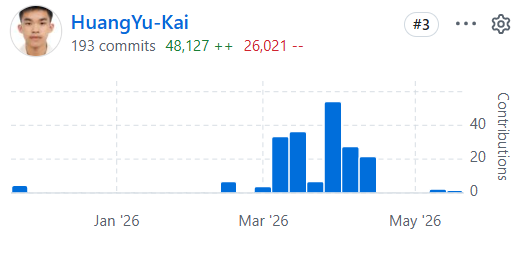 HuangYu-Kai
#3
193 commits 48,127 ++ 26,021 --
Contributions
40
20
0
Jan '26
Mar '26
May '26